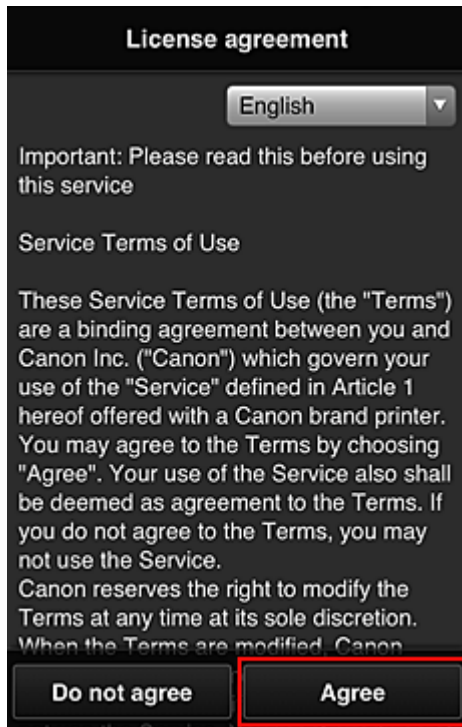 License agreement
English
Important: Please read this before using
this service
Service Terms of Use
These Service Terms of Use (the "Terms")
are a binding agreement between you and
Canon Inc. ("Canon") which govern your
use of the "Service" defined in Article 1
hereof offered with a Canon brand printer.
You may agree to the Terms by choosing
"Agree". Your use of the Service also shall
be deemed as agreement to the Terms. If
you do not agree to the Terms, you may
not use the Service.
Canon reserves the right to modify the
Terms at any time at its sole discretion.
When the Terms are modified, Canon
Do not agree
Agree